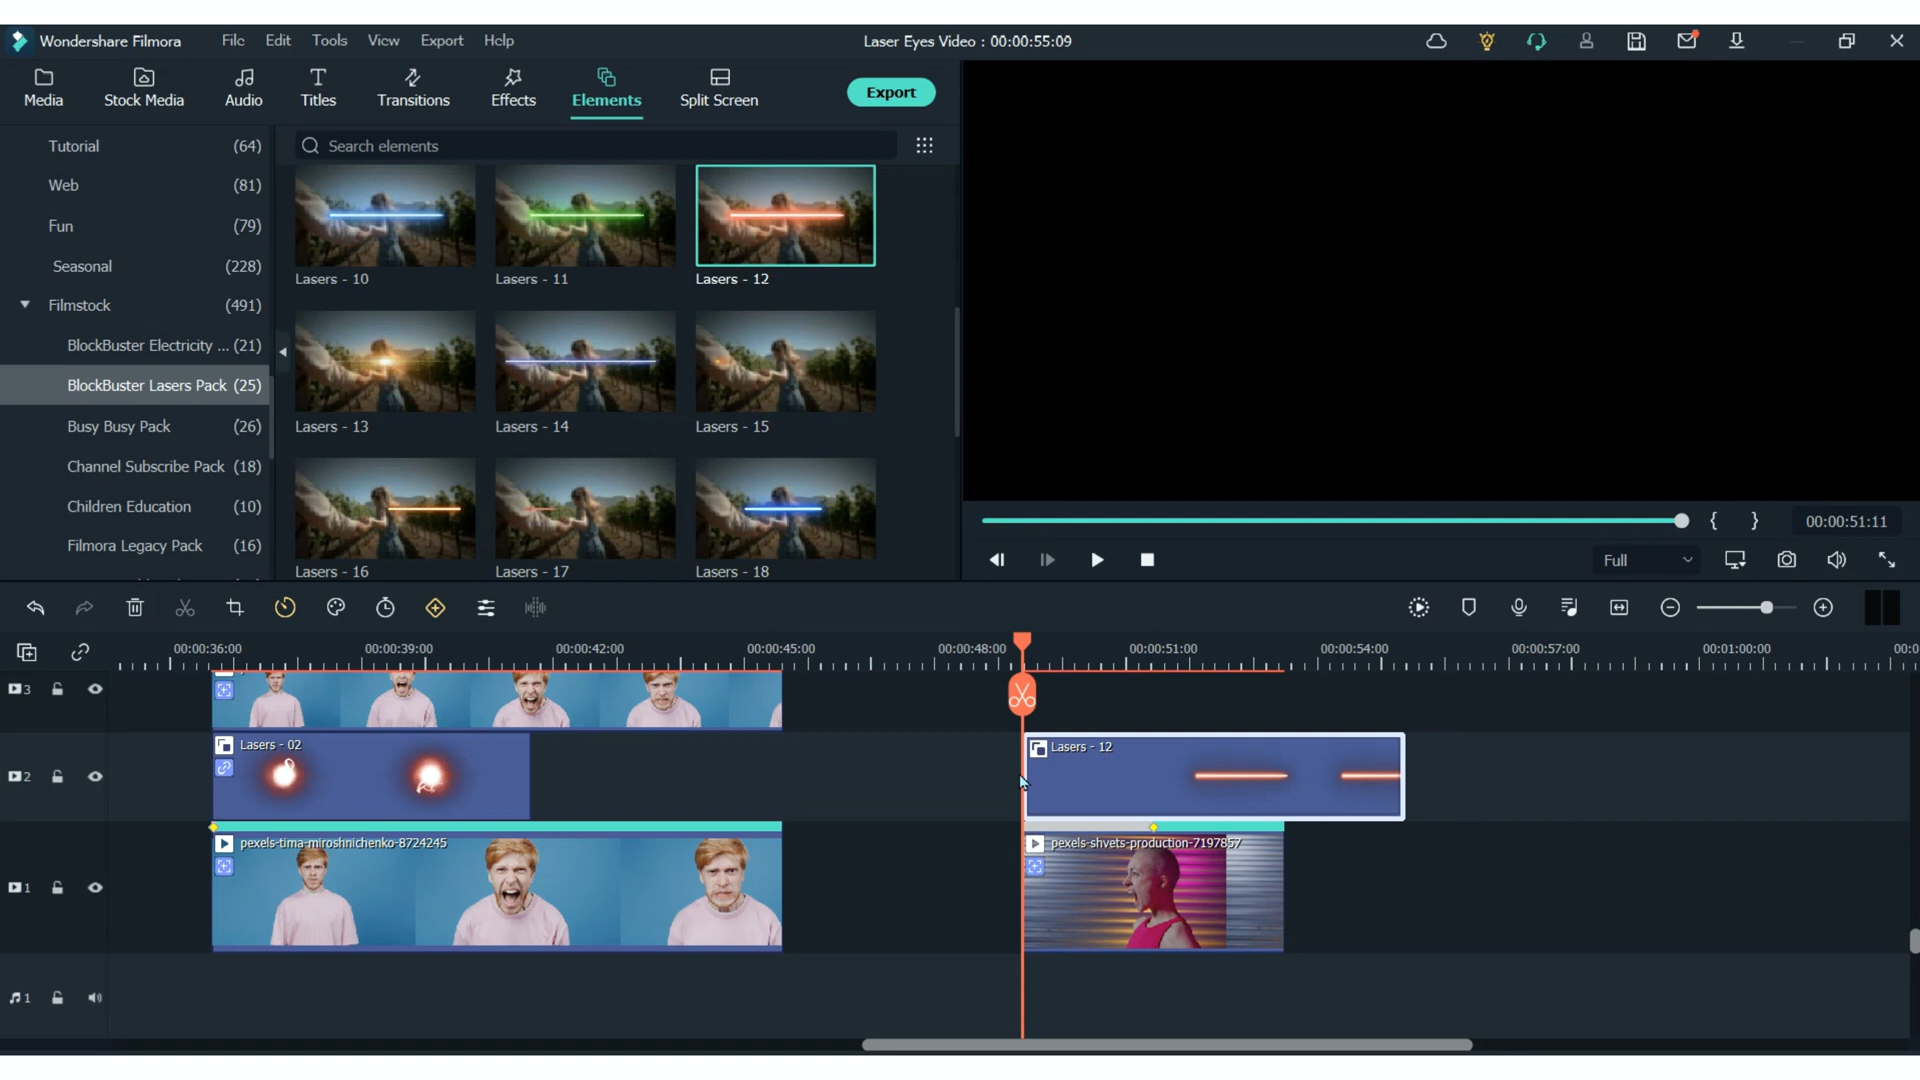 Wondershare Filmora File Edit Tools View Export Help Laser Eyes Video : 00:00:55:09
Media Stock Media Audio Titles Transitions Effects Elements Split Screen Export
Search elements
Tutorial (64)
Web (81)
Fun (79)
Seasonal (228)
Filmstock (491)
BlockBuster Electricity ... (21)
BlockBuster Lasers Pack (25)
Busy Busy Pack (26)
Channel Subscribe Pack (18)
Children Education (10)
Filmora Legacy Pack (16)
Lasers - 10 Lasers - 11 Lasers - 12
Lasers - 13 Lasers - 14 Lasers - 15
Lasers - 16 Lasers - 17 Lasers - 18
{ } 00:00:51:11
Full
00:00:36:00 00:00:39:00 00:00:42:00 00:00:45:00 00:00:48:00 00:00:51:00 00:00:54:00 00:00:57:00 00:01:00:00 00:0
3
Lasers - 02 Lasers - 12
2
pexels-tima-miroshnichenko-8724245 pexels-shvets-production-7197857
1
1